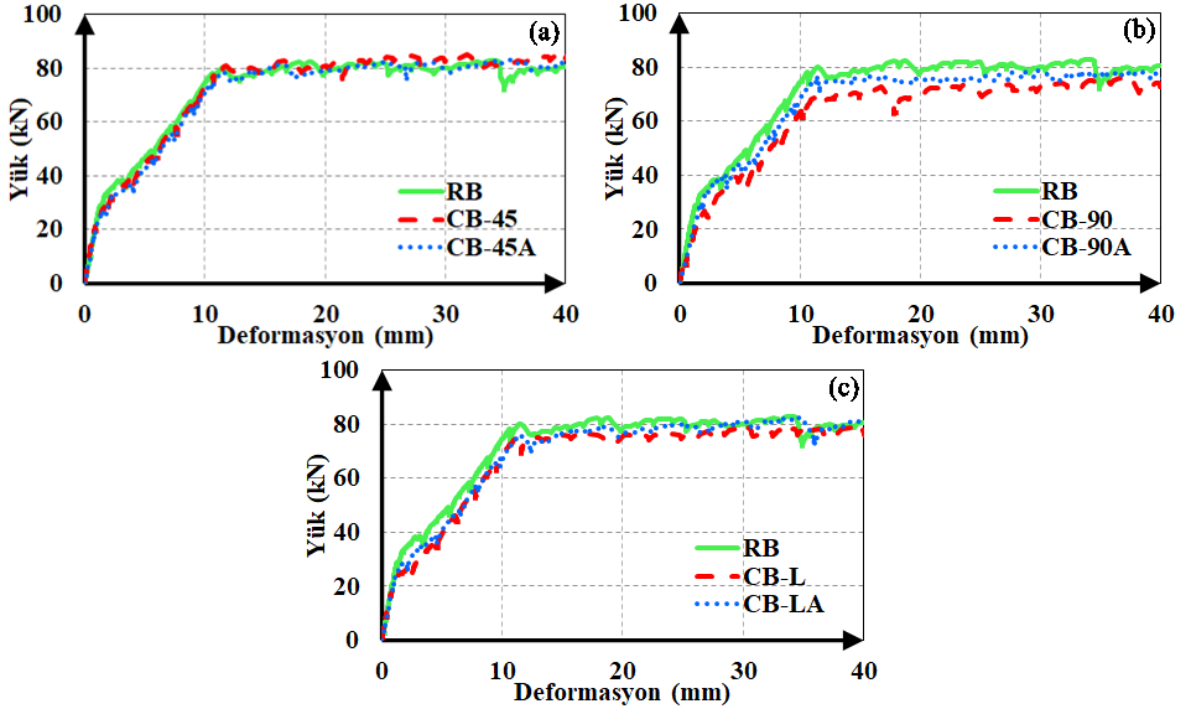 100
80
60
40
20
0
Yük (kN)
(a)
RB
CB-45
CB-45A
0 10 20 30 40
Deformasyon (mm)
100
80
60
40
20
0
Yük (kN)
(b)
RB
CB-90
CB-90A
0 10 20 30 40
Deformasyon (mm)
100
80
60
40
20
0
Yük (kN)
(c)
RB
CB-L
CB-LA
0 10 20 30 40
Deformasyon (mm)